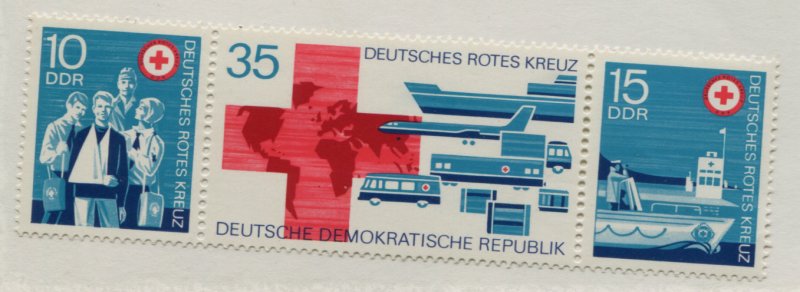 10
DDR
DEUTSCHES ROTES KREUZ
35
DEUTSCHES ROTES KREUZ
DEUTSCHE DEMOKRATISCHE REPUBLIK
15
DDR
DEUTSCHES ROTES KREUZ